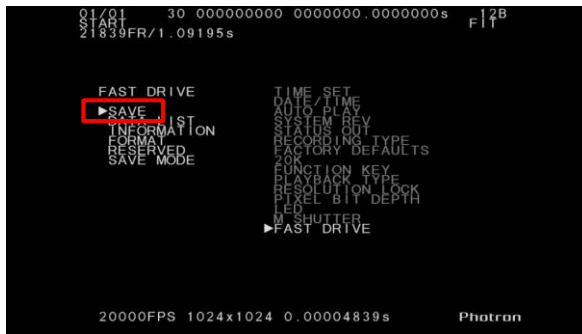 01/01 30 000000000 0000000.0000000s 12B
START FIT
21839FR/1.09195s
FAST DRIVE
▶SAVE
DATA LIST
INFORMATION
FORMAT
RESERVED
SAVE MODE
TIME SET
DATE/TIME
AUTO PLAY
SYSTEM REV
STATUS OUT
RECORDING TYPE
FACTORY DEFAULTS
20K
FUNCTION KEY
PLAYBACK TYPE
RESOLUTION LOCK
PIXEL BIT DEPTH
LED
M SHUTTER
▶FAST DRIVE
20000FPS 1024x1024 0.00004839s Photron